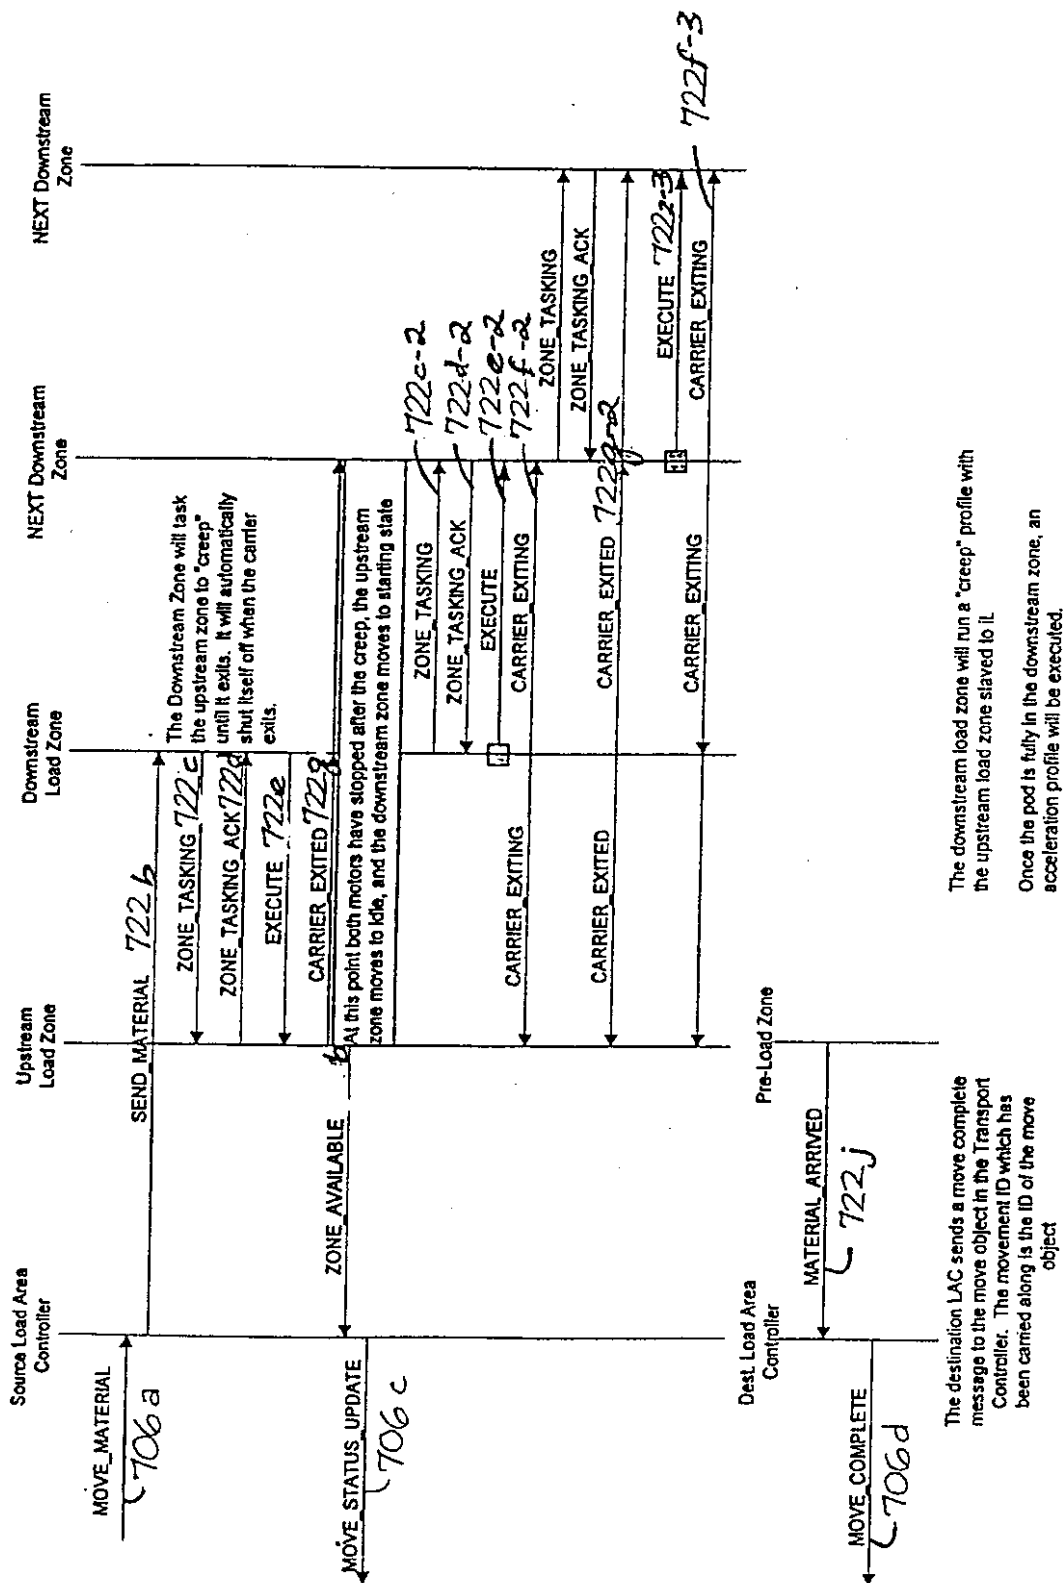 Source Load Area
Controller
Upstream
Load Zone
Downstream
Load Zone
NEXT Downstream
Zone
NEXT Downstream
Zone
MOVE_MATERIAL
706a
SEND_MATERIAL 722b
ZONE_TASKING 722c
ZONE_TASKING_ACK 722d
EXECUTE 722e
CARRIER_EXITED 722g
The Downstream Zone will task
the upstream zone to "creep"
until it exits. It will automatically
shut itself off when the carrier
exits.
b
At this point both motors have stopped after the creep, the upstream
zone moves to idle, and the downstream zone moves to starting state
ZONE_AVAILABLE
MOVE_STATUS_UPDATE
706c
ZONE_TASKING
722c-2
ZONE_TASKING_ACK
722d-2
EXECUTE
722e-2
CARRIER_EXITING
CARRIER_EXITING
722f-2
ZONE_TASKING
ZONE_TASKING_ACK
CARRIER_EXITED
CARRIER_EXITED 722g-2
EXECUTE 722e-3
CARRIER_EXITING
CARRIER_EXITING
722f-3
Dest. Load Area
Controller
Pre-Load Zone
MATERIAL_ARRIVED
722j
MOVE_COMPLETE
706d
The destination LAC sends a move complete
message to the move object in the Transport
Controller. The movement ID which has
been carried along is the ID of the move
object
The downstream load zone will run a "creep" profile with
the upstream load zone slaved to it.
Once the pod is fully in the downstream zone, an
acceleration profile will be executed.